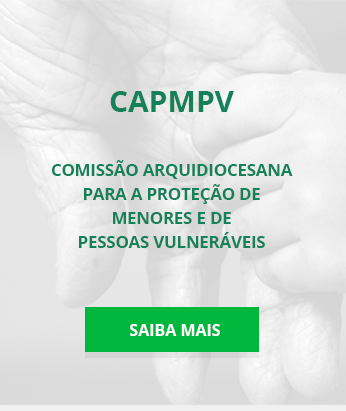 CAPMPV
COMISSÃO ARQUIDIOCESANA
PARA A PROTEÇÃO DE
MENORES E DE
PESSOAS VULNERÁVEIS
SAIBA MAIS